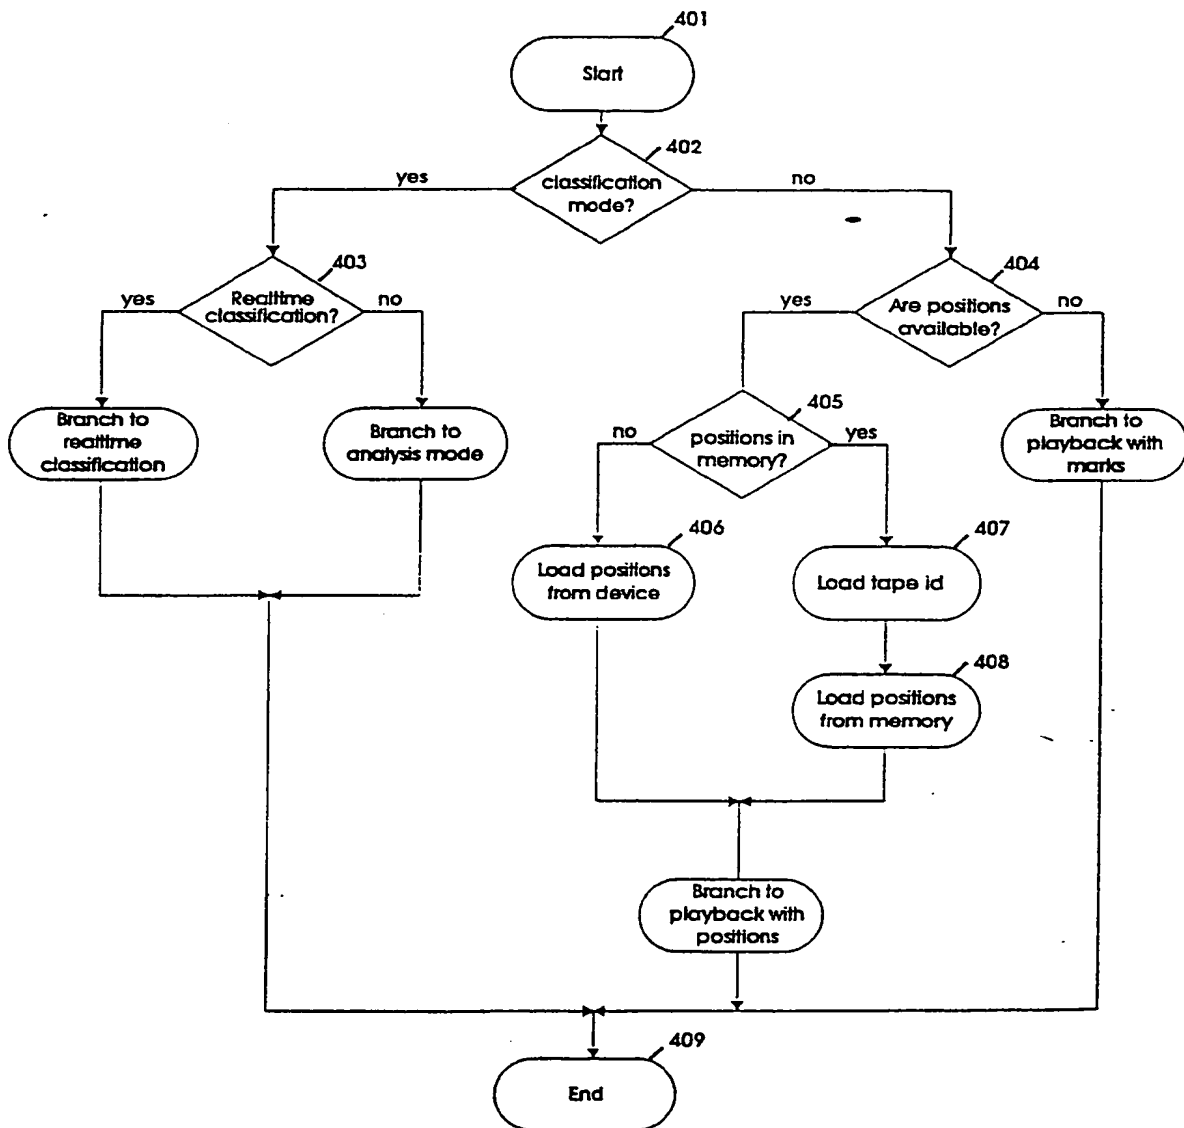 401
Start
402
yes
classification
mode?
no
403
404
yes
Realtime
classification?
no
yes
Are positions
available?
no
405
Branch to
realtime
classification
Branch to
analysis mode
no
positions in
memory?
yes
Branch to
playback with
marks
406
407
Load positions
from device
Load tape id
408
Load positions
from memory
Branch to
playback with
positions
409
End